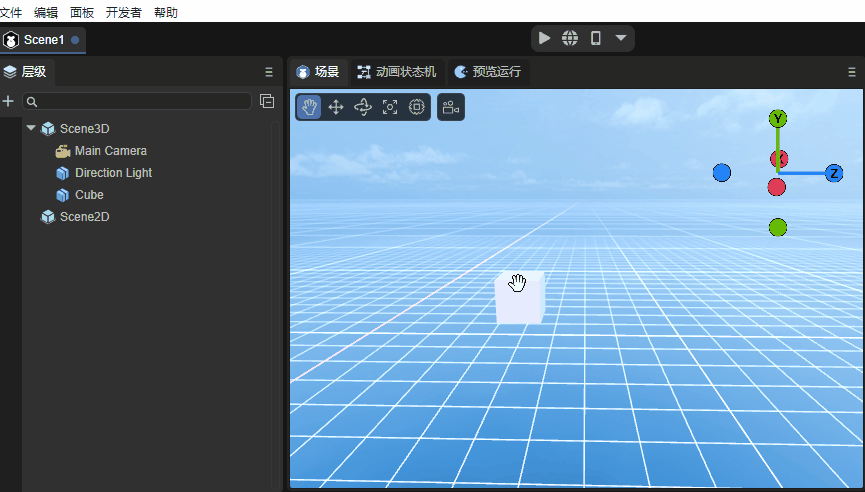 文件 编辑 面板 开发者 帮助
Scene1
层级
场景 动画状态机 预览运行
Scene3D
Main Camera
Direction Light
Cube
Scene2D
Y
X
Z